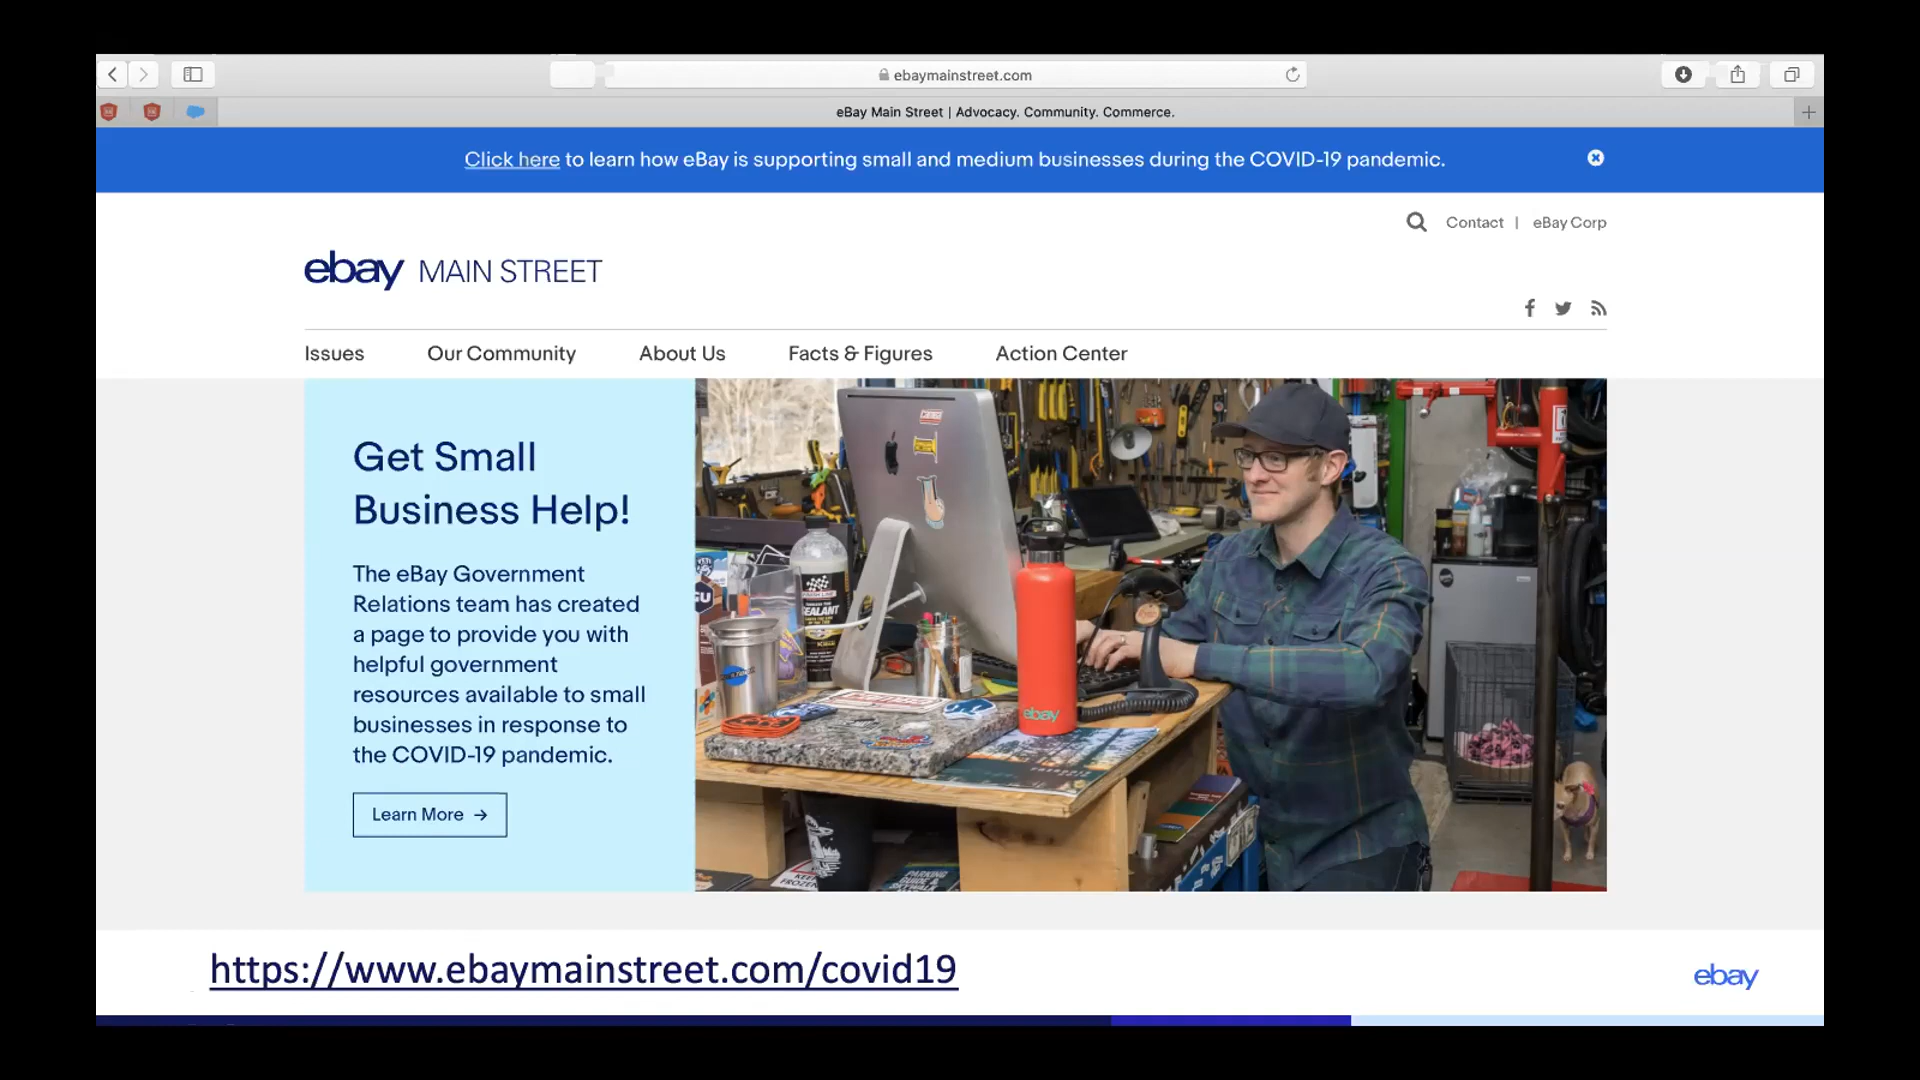 ebaymainstreet.com
eBay Main Street | Advocacy. Community. Commerce.
Click here to learn how eBay is supporting small and medium businesses during the COVID-19 pandemic.
Contact | eBay Corp
ebay MAIN STREET
Issues Our Community About Us Facts & Figures Action Center
Get Small
Business Help!
The eBay Government
Relations team has created
a page to provide you with
helpful government
resources available to small
businesses in response to
the COVID-19 pandemic.
Learn More →
SEALANT
ebay
PARKING
GUIDE &
https://www.ebaymainstreet.com/covid19
ebay